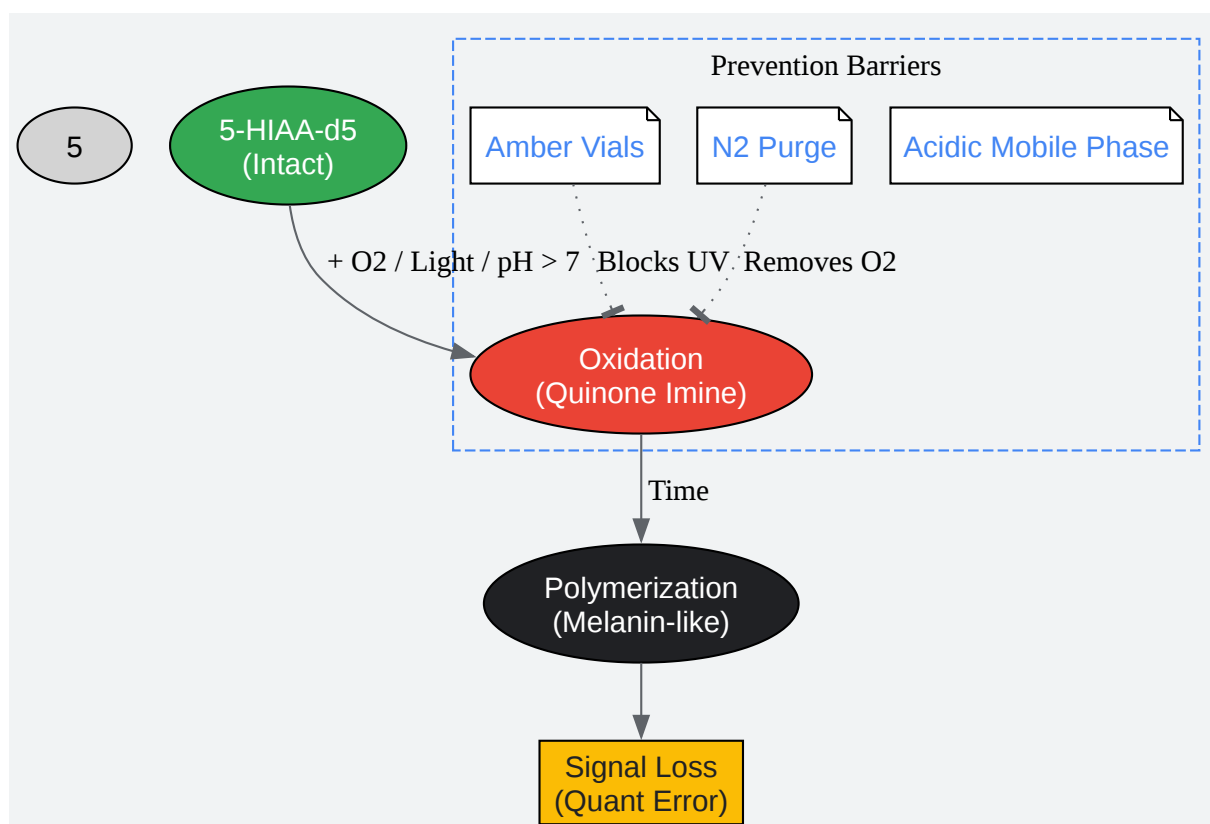 Prevention Barriers
5
5-HIAA-d5
(Intact)
Amber Vials
N2 Purge
Acidic Mobile Phase
+ O2 / Light / pH > 7
Blocks UV
Removes O2
Oxidation
(Quinone Imine)
Time
Polymerization
(Melanin-like)
Signal Loss
(Quant Error)